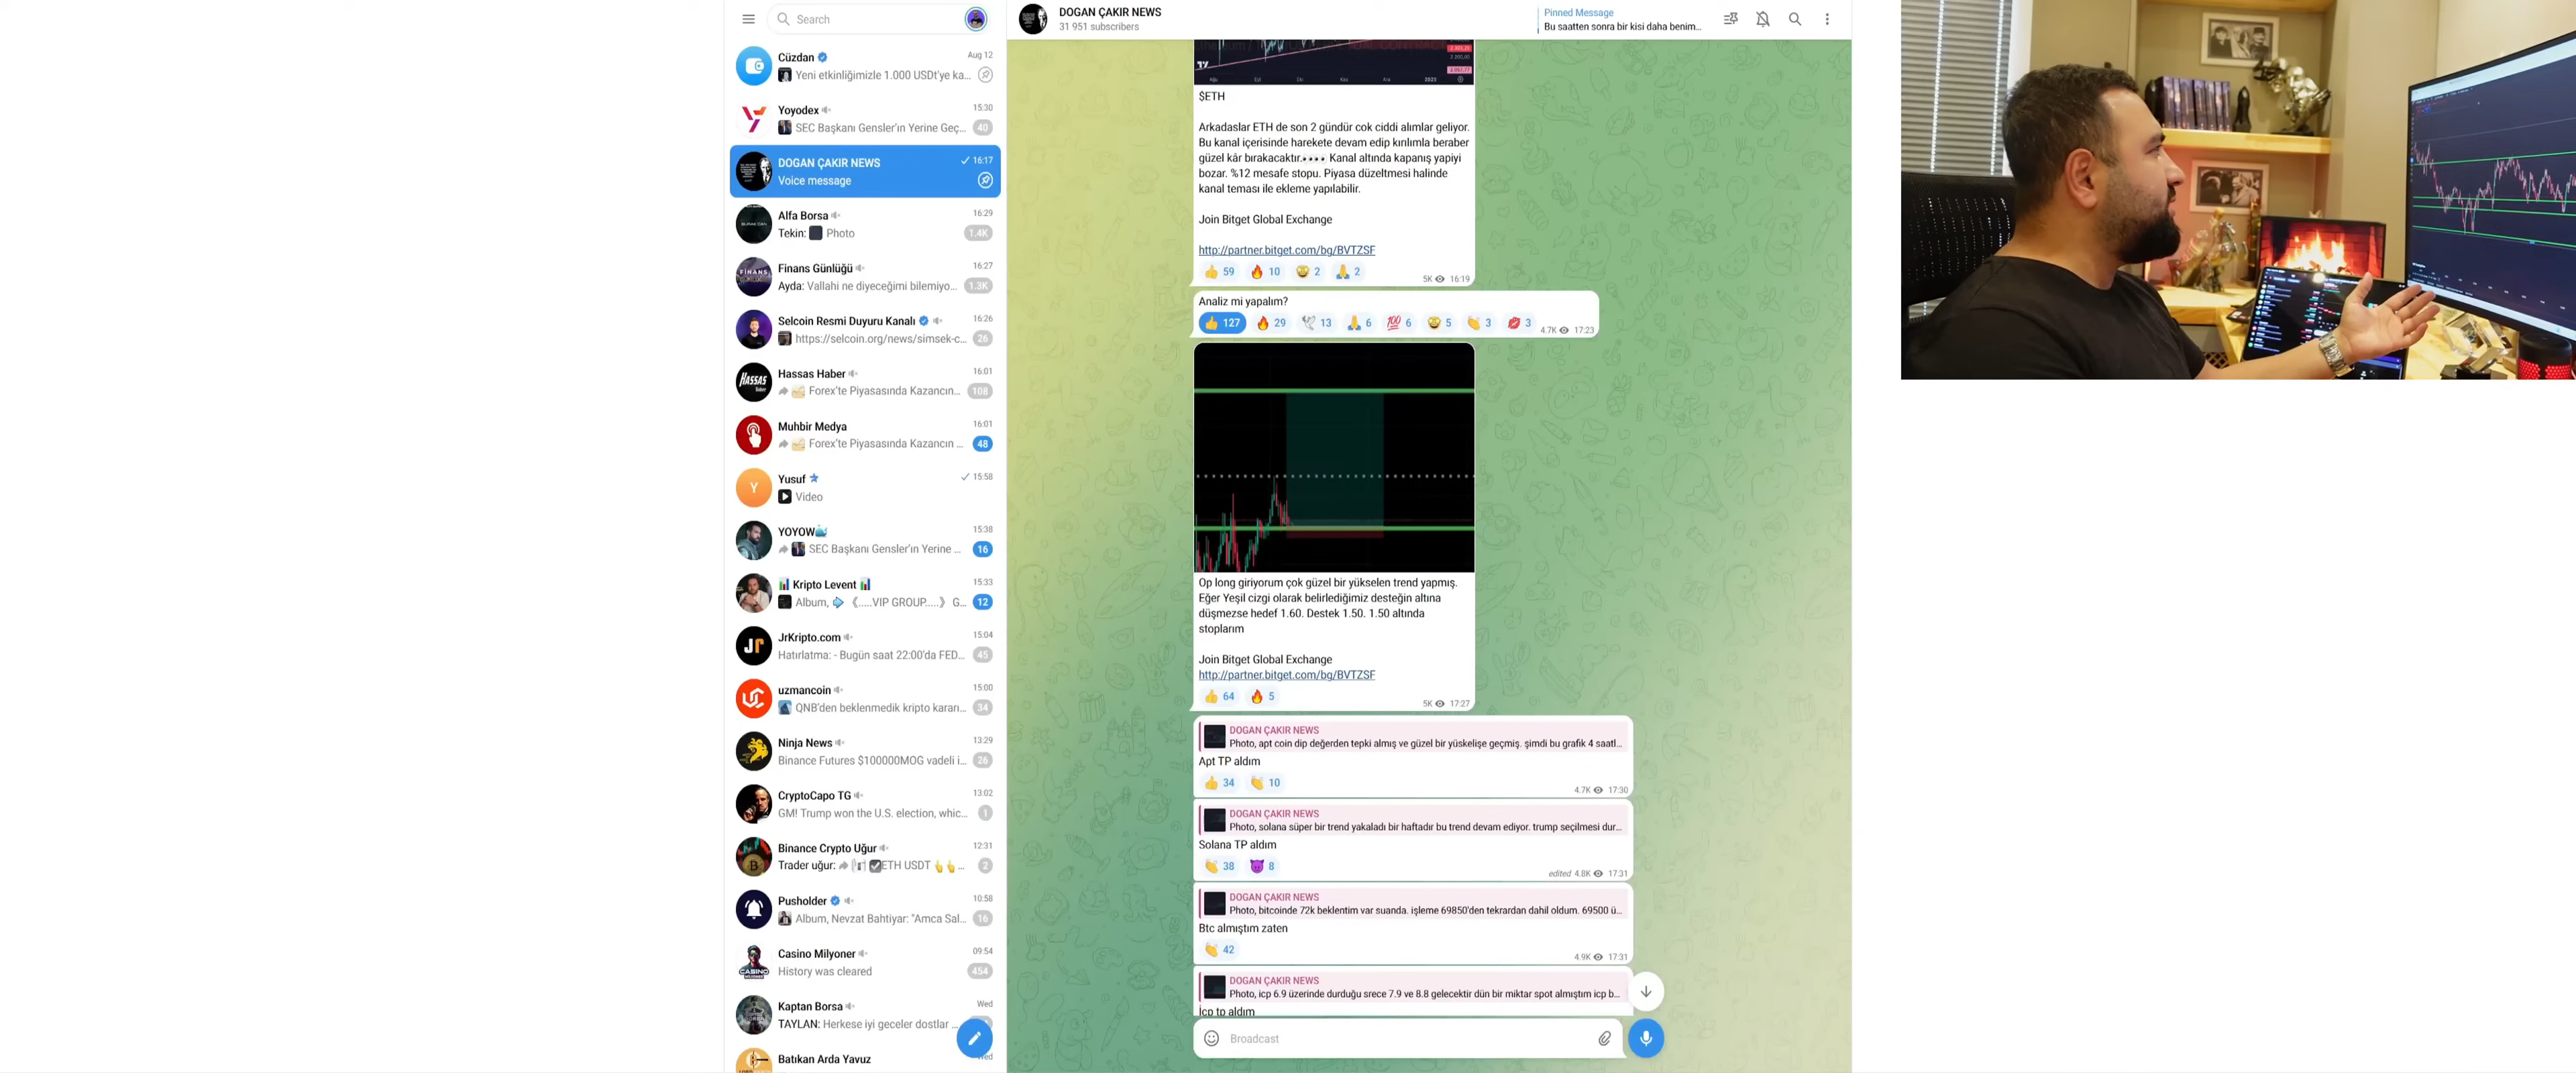 Search
Cüzdan
Aug 12
Yeni etkinliğimizle 1.000 USDt'ye ka...
Yoyodex
15:30
SEC Başkanı Gensler'ın Yerine Geç...
40
DOGAN ÇAKIR NEWS
16:17
Voice message
Alfa Borsa
16:29
Tekin: Photo
1.4K
Finans Günlüğü
16:27
Ayda: Vallahi ne diyeceğimi bilemiyo...
1.3K
Selcoin Resmi Duyuru Kanalı
16:26
https://selcoin.org/news/simsek-c...
26
Hassas Haber
16:01
Forex'te Piyasasında Kazancın...
108
Muhbir Medya
16:01
Forex'te Piyasasında Kazancın ...
48
Y
Yusuf
15:58
Video
YOYOW
15:38
SEC Başkanı Gensler'ın Yerine ...
16
Kripto Levent
15:33
Album, 《.....VIP GROUP.....》 G...
12
JrKripto.com
15:04
Hatırlatma: - Bugün saat 22:00'da FED...
45
uzmancoin
15:00
QNB'den beklenmedik kripto kararı...
34
Ninja News
13:29
Binance Futures $100000MOG vadeli i...
26
CryptoCapo TG
13:02
GM! Trump won the U.S. election, whic...
1
Binance Crypto Uğur
12:31
Trader uğur: ETH USDT ...
2
Pusholder
10:58
Album, Nevzat Bahtiyar: "Amca Sal...
16
Casino Milyoner
09:54
History was cleared
454
Kaptan Borsa
Wed
TAYLAN: Herkese iyi geceler dostlar ...
Batıkan Arda Yavuz
Wed
DOGAN ÇAKIR NEWS
31 951 subscribers
Pinned Message
Bu saatten sonra bir kisi daha benim...
$ETH
Arkadaslar ETH de son 2 gündür cok ciddi alımlar geliyor.
Bu kanal içerisinde harekete devam edip kırılımla beraber
güzel kâr bırakacaktır. Kanal altında kapanış yapiyi
bozar. %12 mesafe stopu. Piyasa düzeltmesi halinde
kanal teması ile ekleme yapılabilir.
Join Bitget Global Exchange
http://partner.bitget.com/bg/BVTZSF
59 10 2 2
5K 16:19
Analiz mi yapalım?
127 29 13 6 6 5 3 3
4.7K 17:23
Op long giriyorum çok güzel bir yükselen trend yapmış.
Eğer Yeşil cizgi olarak belirlediğimiz desteğin altına
düşmezse hedef 1.60. Destek 1.50. 1.50 altında
stoplarım
Join Bitget Global Exchange
http://partner.bitget.com/bg/BVTZSF
64 5
5K 17:27
DOGAN ÇAKIR NEWS
Photo, apt coin dip değerden tepki almış ve güzel bir yüskelişe geçmiş. şimdi bu grafik 4 saatl...
Apt TP aldım
34 10
4.7K 17:30
DOGAN ÇAKIR NEWS
Photo, solana süper bir trend yakaladı bir haftadır bu trend devam ediyor. trump seçilmesi dur...
Solana TP aldım
38 8
edited 4.8K 17:31
DOGAN ÇAKIR NEWS
Photo, bitcoinde 72k beklentim var suanda. işleme 69850'den tekrardan dahil oldum. 69500 ü...
Btc almıştım zaten
42
4.9K 17:31
DOGAN ÇAKIR NEWS
Photo, icp 6.9 üzerinde durduğu srece 7.9 ve 8.8 gelecektir dün bir miktar spot almıştım icp b...
İcp tp aldım
Broadcast